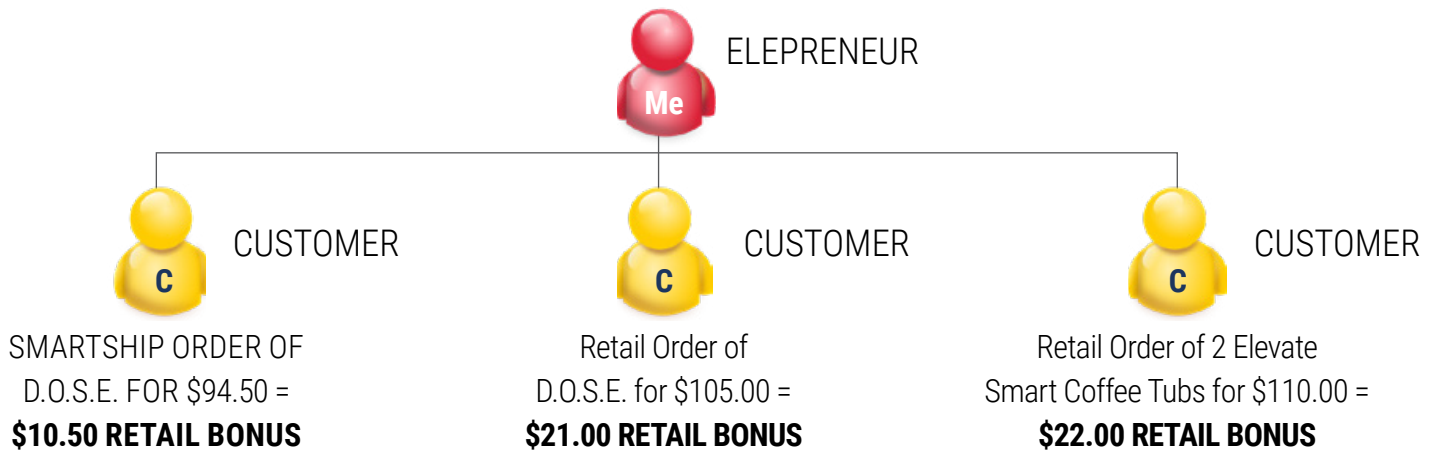 ELEPRENEUR
Me
C
CUSTOMER
SMARTSHIP ORDER OF
D.O.S.E. FOR $94.50 =
$10.50 RETAIL BONUS
C
CUSTOMER
Retail Order of
D.O.S.E. for $105.00 =
$21.00 RETAIL BONUS
C
CUSTOMER
Retail Order of 2 Elevate
Smart Coffee Tubs for $110.00 =
$22.00 RETAIL BONUS